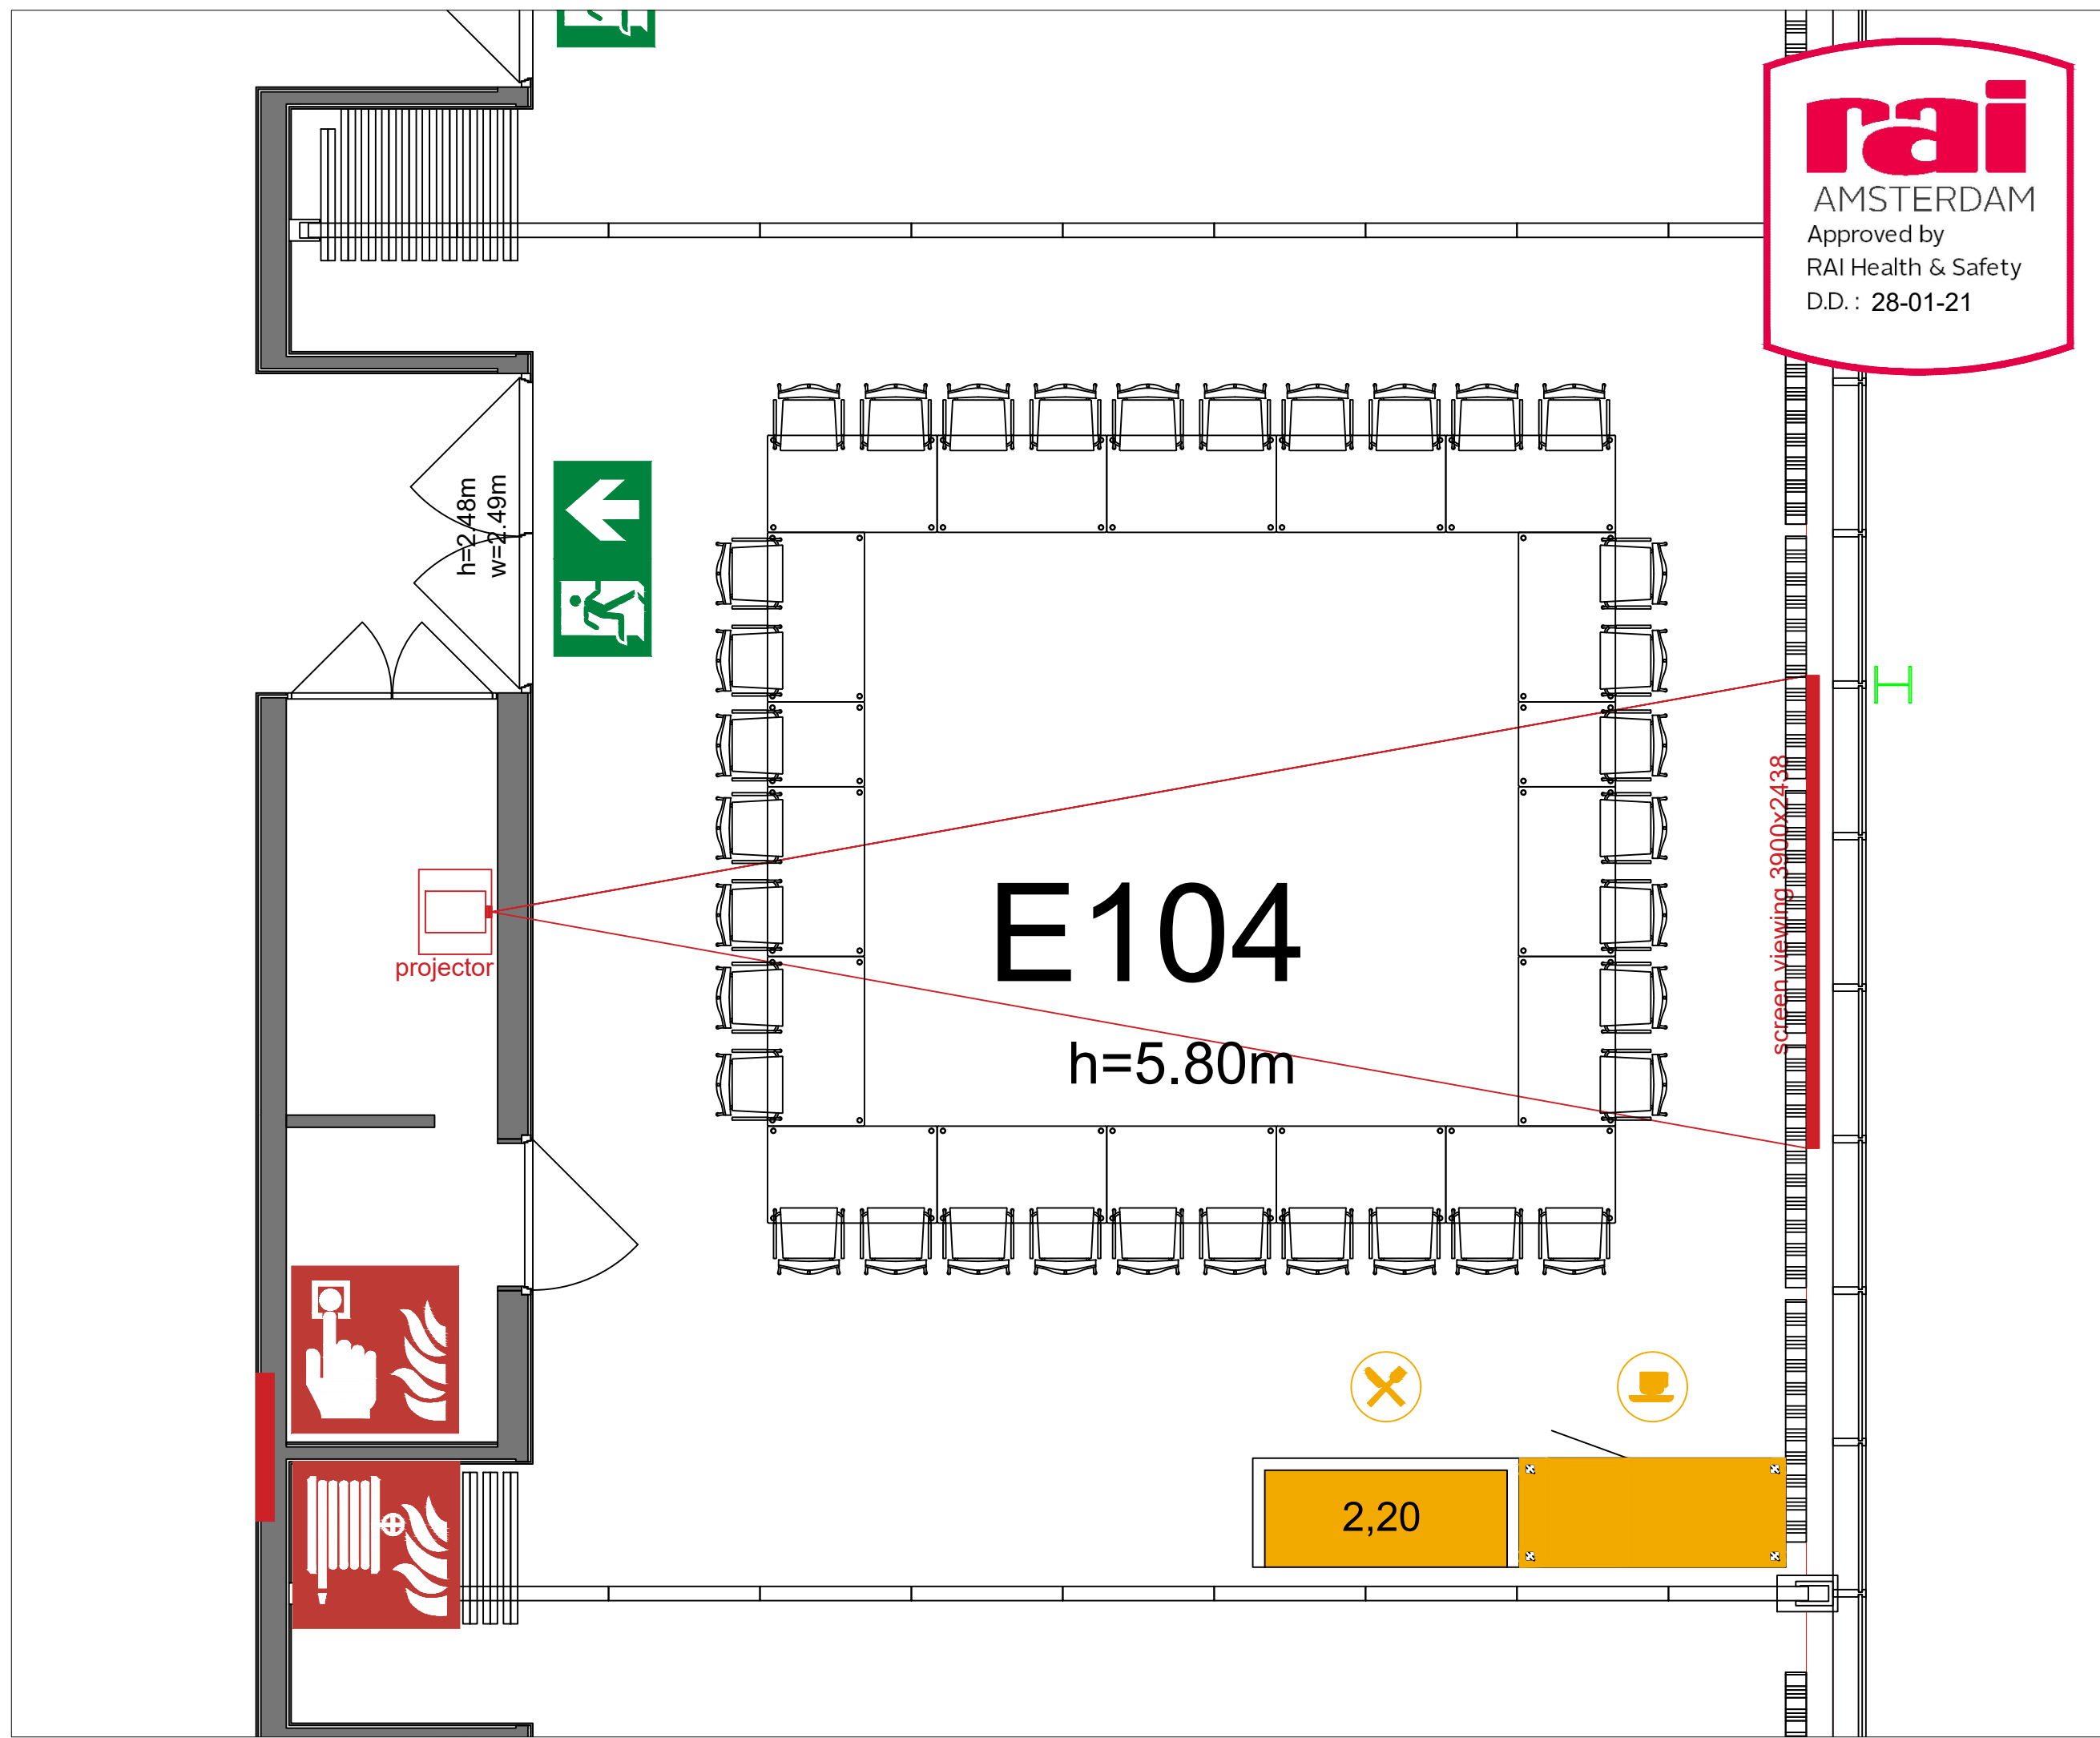 rai
AMSTERDAM
Approved by
RAI Health & Safety
D.D. : 28-01-21
h=2.48m
w=2.49m
projector
E104
h=5.80m
screen viewing 3900x2438
2,20